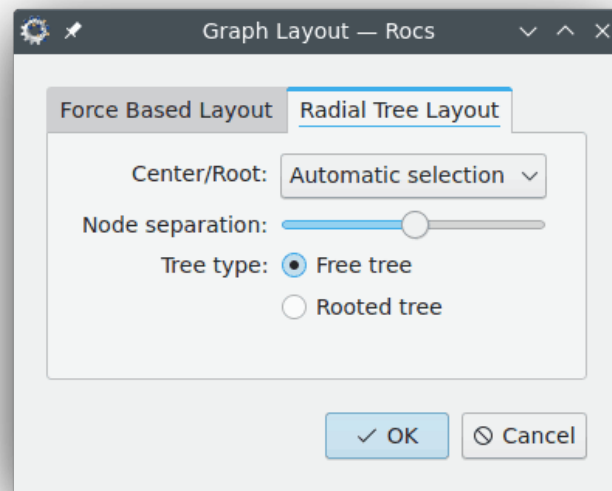 Graph Layout — Rocs
Force Based Layout Radial Tree Layout
Center/Root: Automatic selection
Node separation:
Tree type: Free tree
Rooted tree
OK Cancel